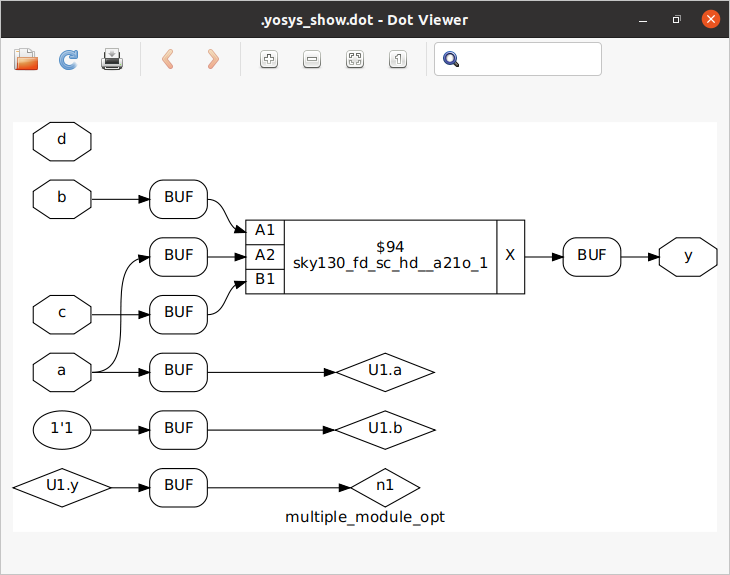 .yosys_show.dot - Dot Viewer
1
d
b
BUF
A1
BUF
A2
$94
sky130_fd_sc_hd__a21o_1
X
BUF
y
B1
c
BUF
a
BUF
U1.a
1'1
BUF
U1.b
U1.y
BUF
n1
multiple_module_opt